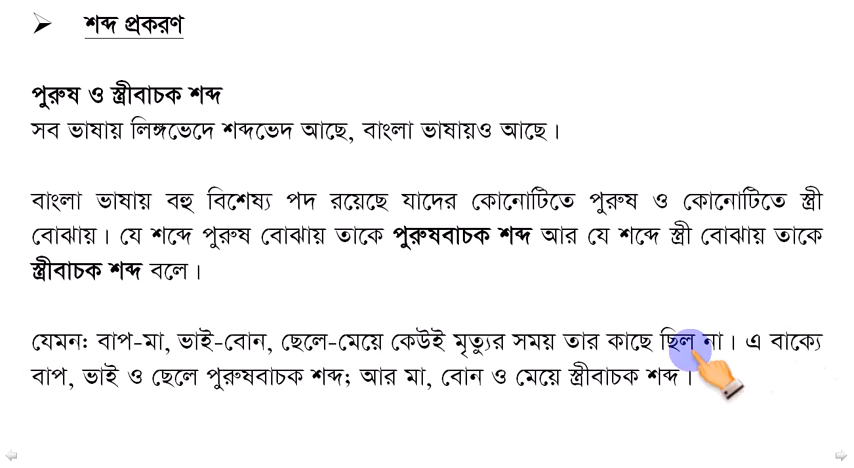 শব্দ প্রকরণ
পুরুষ ও স্ত্রীবাচক শব্দ
সব ভাষায় লিঙ্গভেদে শব্দভেদ আছে, বাংলা ভাষায়ও আছে।
বাংলা ভাষায় বহু বিশেষ্য পদ রয়েছে যাদের কোনোটিতে পুরুষ ও কোনোটিতে স্ত্রী
বোঝায়। যে শব্দে পুরুষ বোঝায় তাকে পুরুষবাচক শব্দ আর যে শব্দে স্ত্রী বোঝায় তাকে
স্ত্রীবাচক শব্দ বলে।
যেমন: বাপ-মা, ভাই-বোন, ছেলে-মেয়ে কেউই মৃত্যুর সময় তার কাছে ছিল না। এ বাক্যে
বাপ, ভাই ও ছেলে পুরুষবাচক শব্দ; আর মা, বোন ও মেয়ে স্ত্রীবাচক শব্দ।